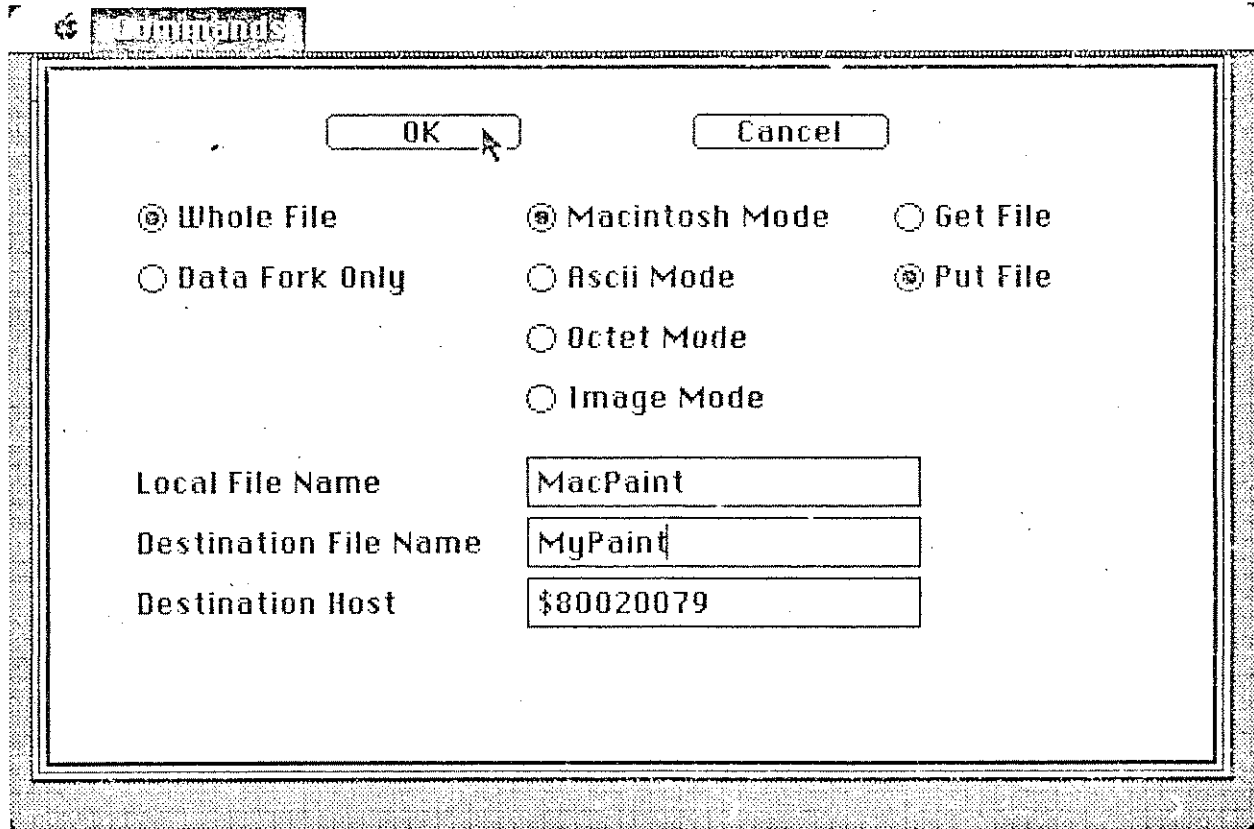 Commands
OK Cancel
Whole File Macintosh Mode Get File
Data Fork Only Ascii Mode Put File
Octet Mode
Image Mode
Local File Name MacPaint
Destination File Name MyPaint
Destination Host $80020079